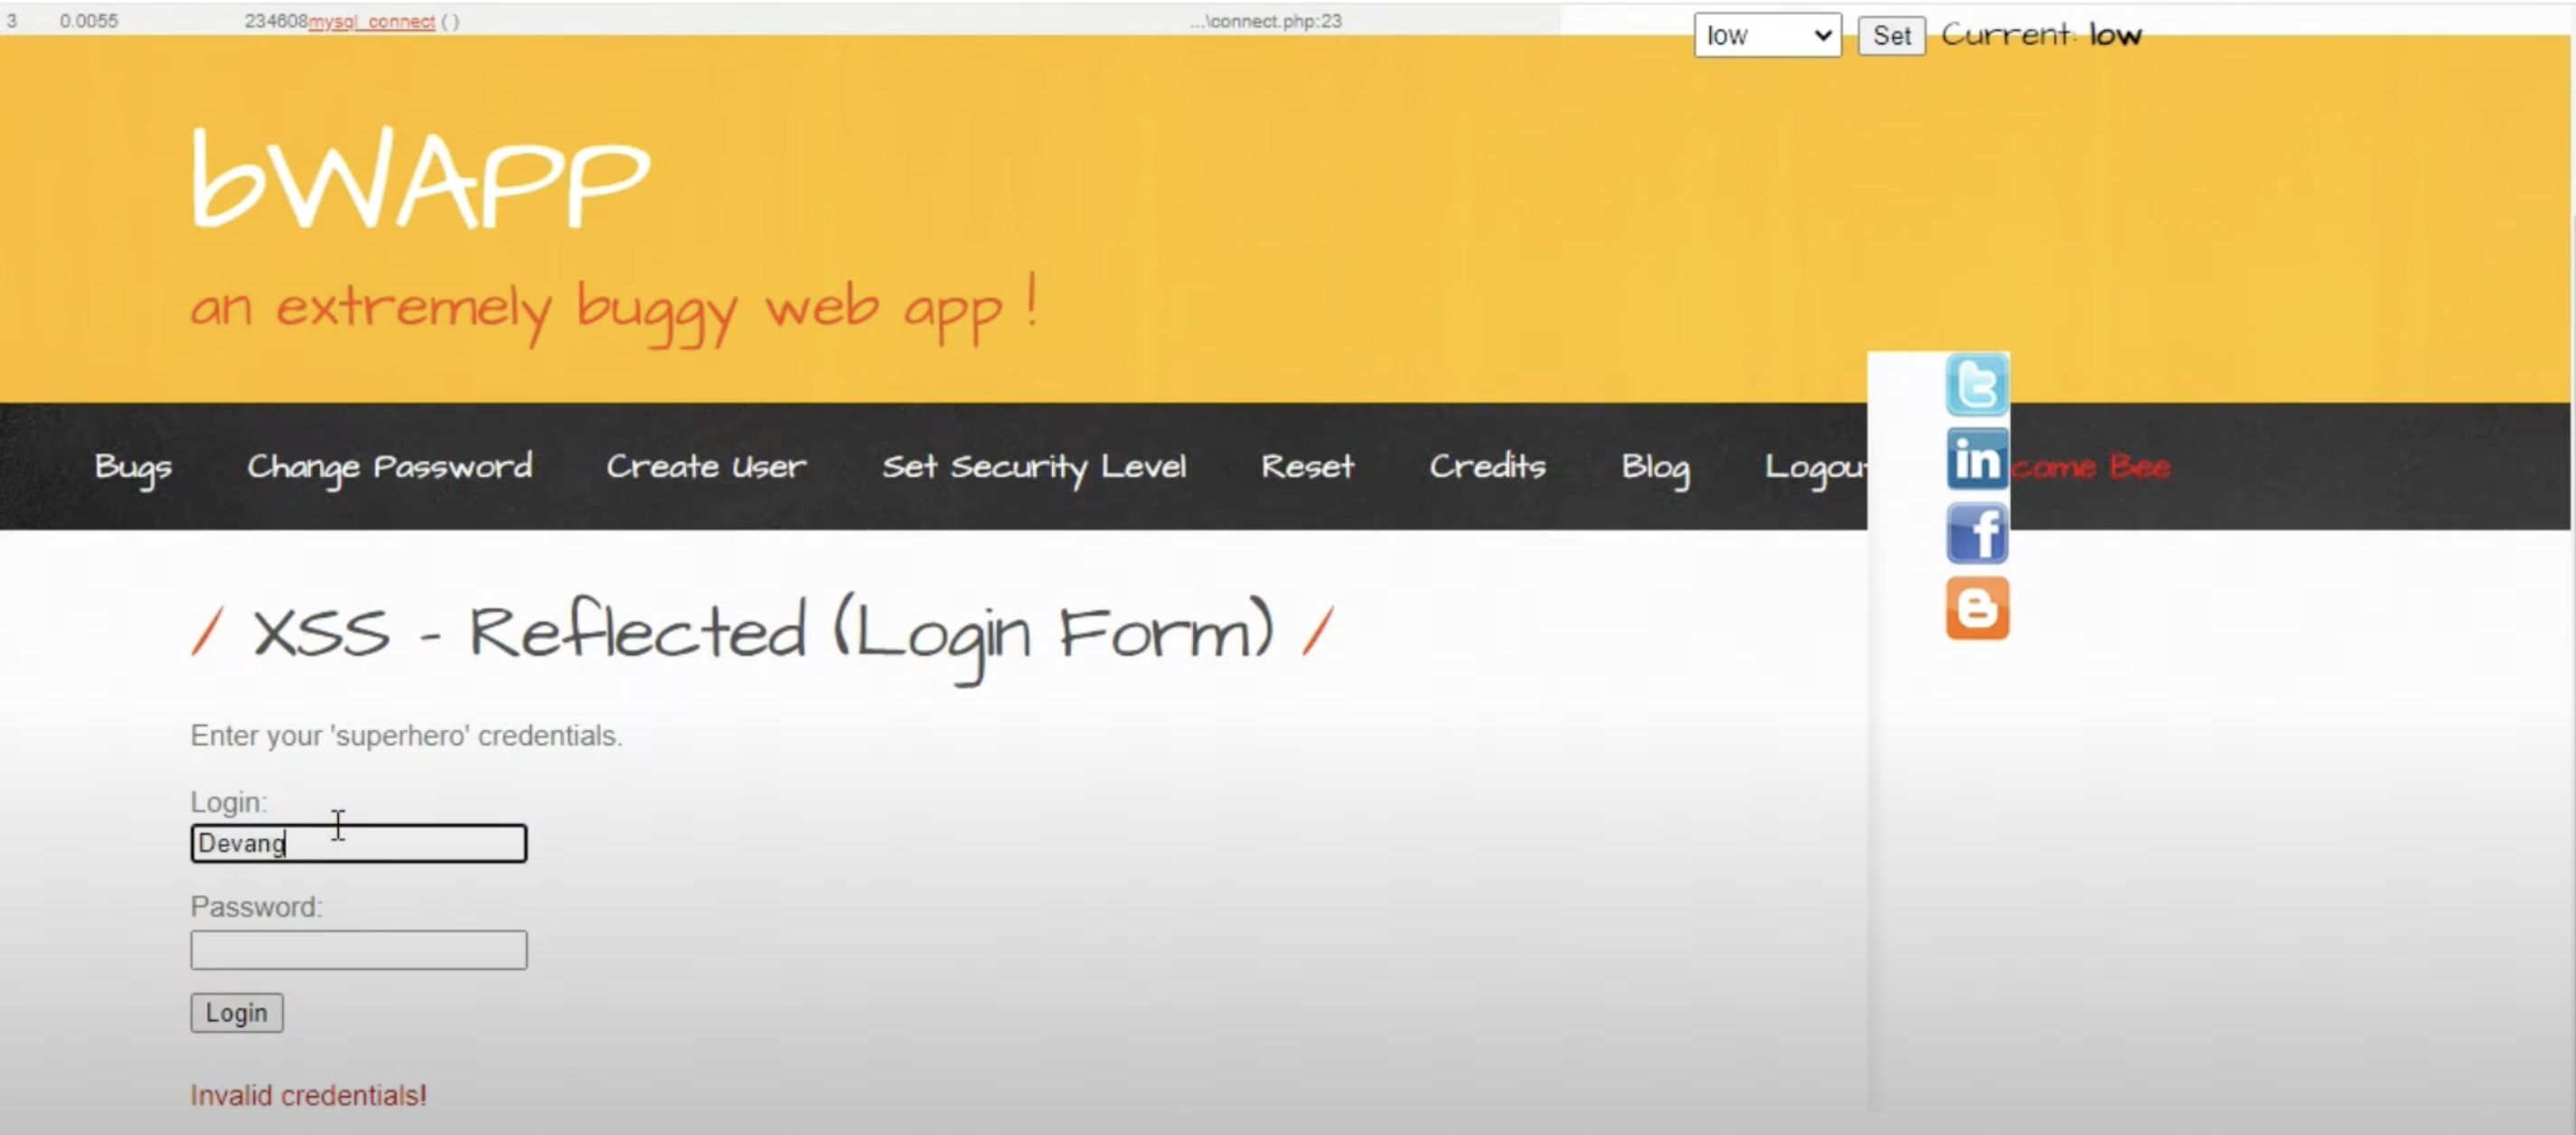 3 0.0055 234608 mysql_connect ( ) ...\connect.php:23
low Set Current: low
bWAPP
an extremely buggy web app !
Bugs Change Password Create User Set Security Level Reset Credits Blog Logou come Bee
/ XSS - Reflected (Login Form) /
Enter your 'superhero' credentials.
Login:
Devang
Password:
Login
Invalid credentials!